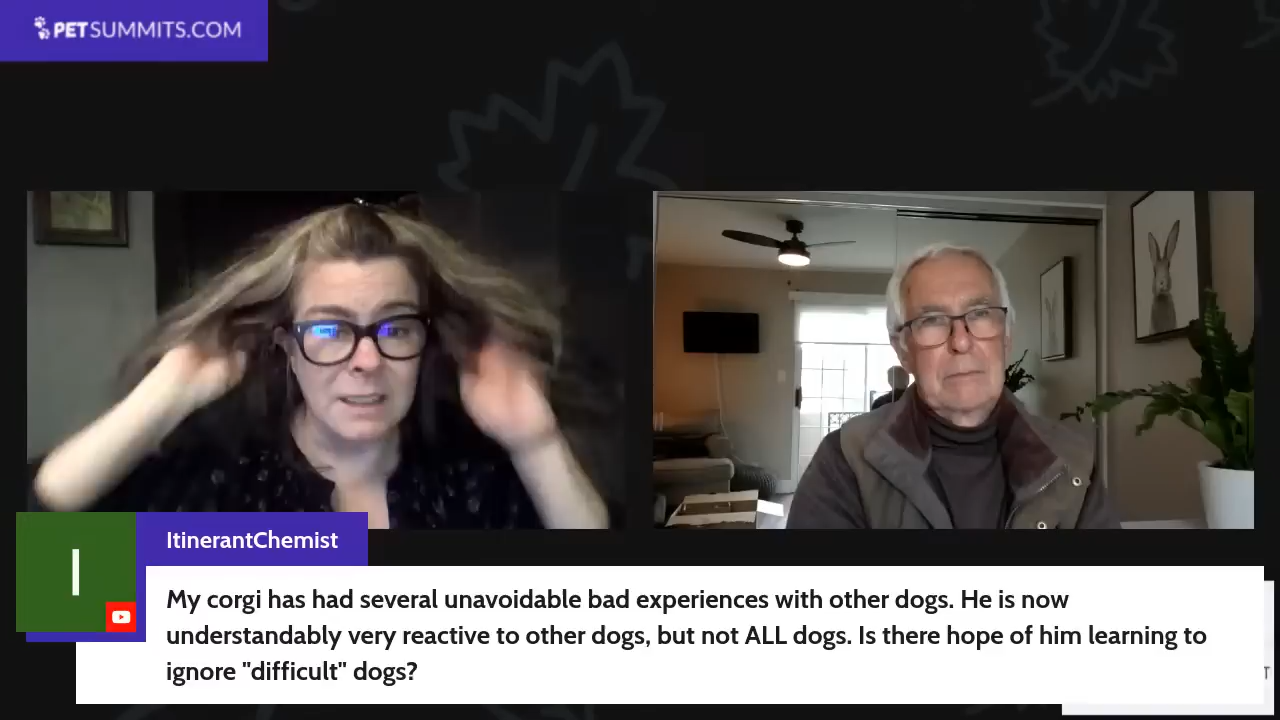 PETSUMMITS.COM
I
ItinerantChemist
My corgi has had several unavoidable bad experiences with other dogs. He is now
understandably very reactive to other dogs, but not ALL dogs. Is there hope of him learning to
ignore "difficult" dogs?